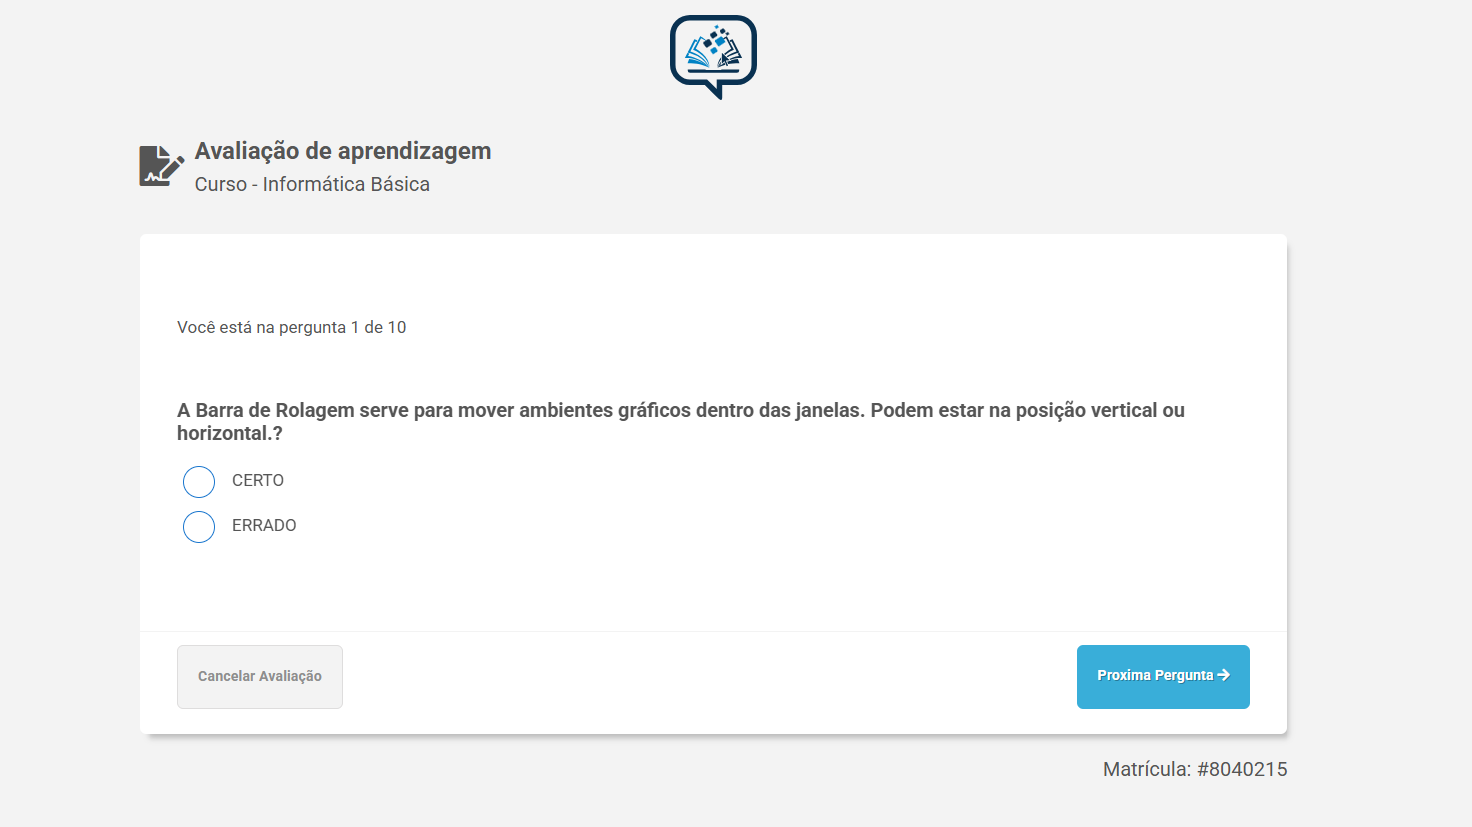 Avaliação de aprendizagem
Curso - Informática Básica
Você está na pergunta 1 de 10
A Barra de Rolagem serve para mover ambientes gráficos dentro das janelas. Podem estar na posição vertical ou
horizontal.?
CERTO
ERRADO
Cancelar Avaliação
Proxima Pergunta
Matrícula: #8040215